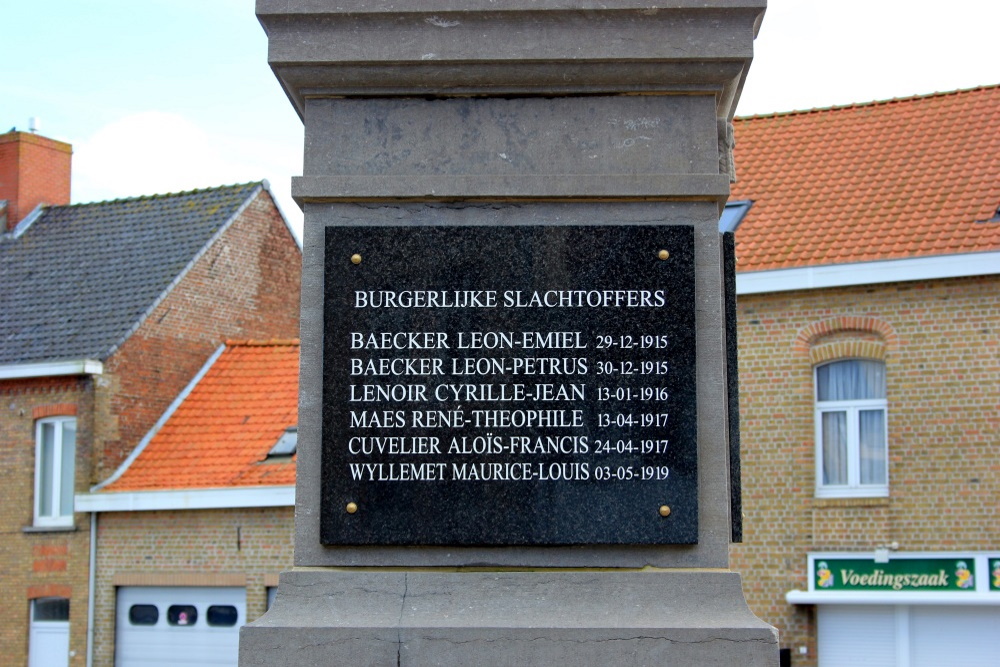 BURGERLIJKE SLACHTOFFERS
BAECKER LEON-EMIEL 29-12-1915
BAECKER LEON-PETRUS 30-12-1915
LENOIR CYRILLE-JEAN 13-01-1916
MAES RENÉ-THEOPHILE 13-04-1917
CUVELIER ALOÏS-FRANCIS 24-04-1917
WYLLEMET MAURICE-LOUIS 03-05-1919
Voedingszaak